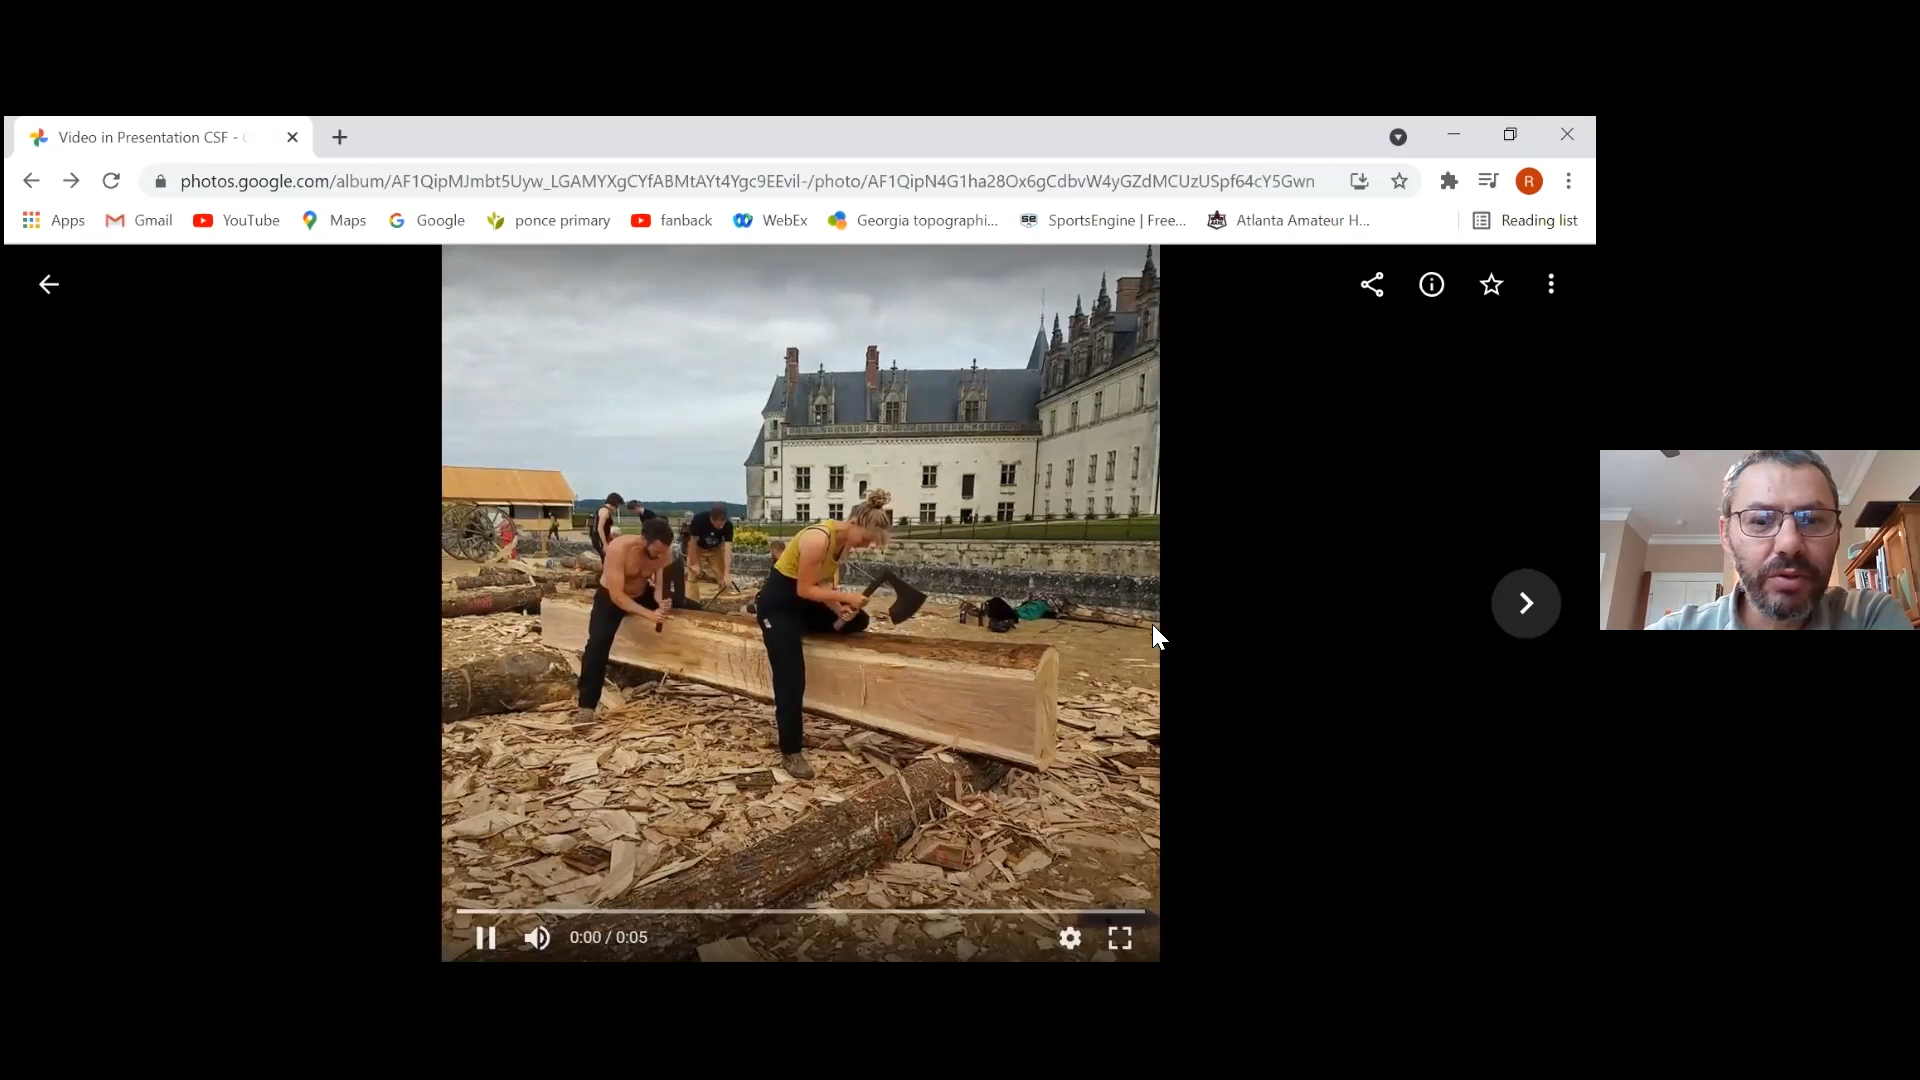 Video in Presentation CSF -
photos.google.com/album/AF1QipMJmbt5Uyw_LGAMYXgCYfABMtAYt4Ygc9EEvil-/photo/AF1QipN4G1ha28Ox6gCdbvW4yGZdMCUzUSpf64cY5Gwn
R
Apps Gmail YouTube Maps Google ponce primary fanback WebEx Georgia topographi... SE SportsEngine | Free... Atlanta Amateur H... Reading list
0:00 / 0:05